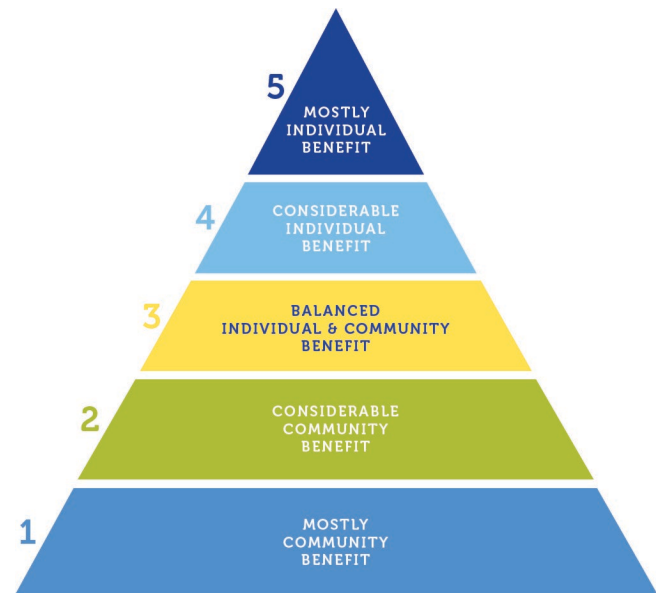 5
MOSTLY
INDIVIDUAL
BENEFIT
4
CONSIDERABLE
INDIVIDUAL
BENEFIT
3
BALANCED
INDIVIDUAL & COMMUNITY
BENEFIT
2
CONSIDERABLE
COMMUNITY
BENEFIT
1
MOSTLY
COMMUNITY
BENEFIT